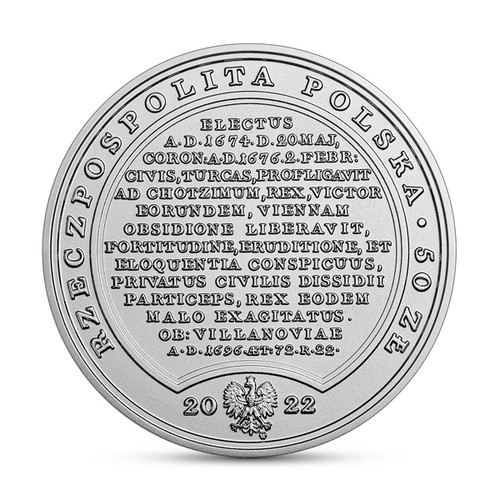 RZECZPOSPOLITA POLSKA · 50 ZŁ
ELECTUS
A.D.1674.D.20MAJ,
CORON:A.D.1676.2.FEBR:
CIVIS,TURCAS,PROFLIGAVIT
AD CHOTZIMUM,REX,VICTOR
EORUNDEM, VIENNAM
OBSIDIONE LIBERAVIT,
FORTITUDINE,ERUDITIONE, ET
ELOQUENTIA CONSPICUUS,
PRIVATUS CIVILIS DISSIDII
PARTICEPS, REX EODEM
MALO EXAGITATUS.
OB:VILLANOVIAE
A.D.1696.ÆT:72.R.22.
20 22